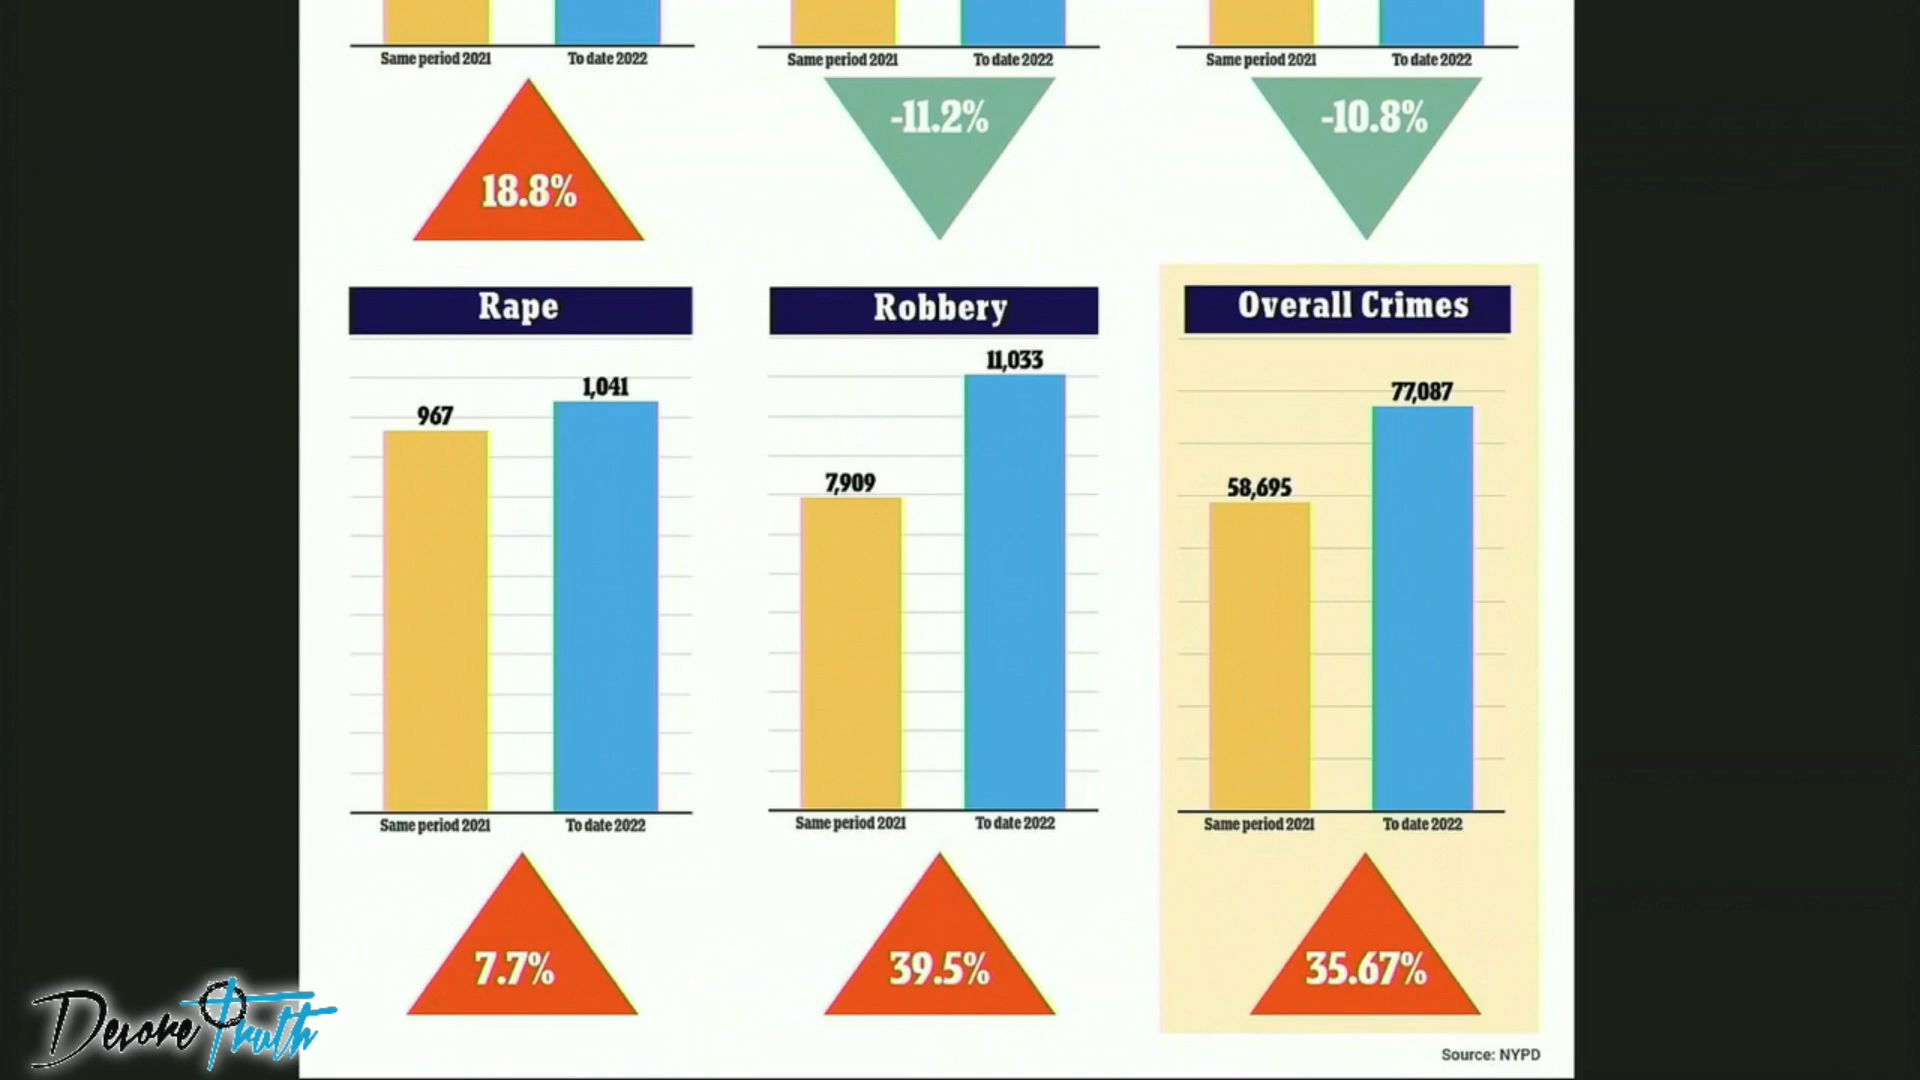 Same period 2021 To date 2022
Same period 2021 To date 2022
Same period 2021 To date 2022
18.8%
-11.2%
-10.8%
Rape
967
1,041
Same period 2021 To date 2022
7.7%
Robbery
7,909
11,033
Same period 2021 To date 2022
39.5%
Overall Crimes
58,695
77,087
Same period 2021 To date 2022
35.67%
Source: NYPD
Desore Truth